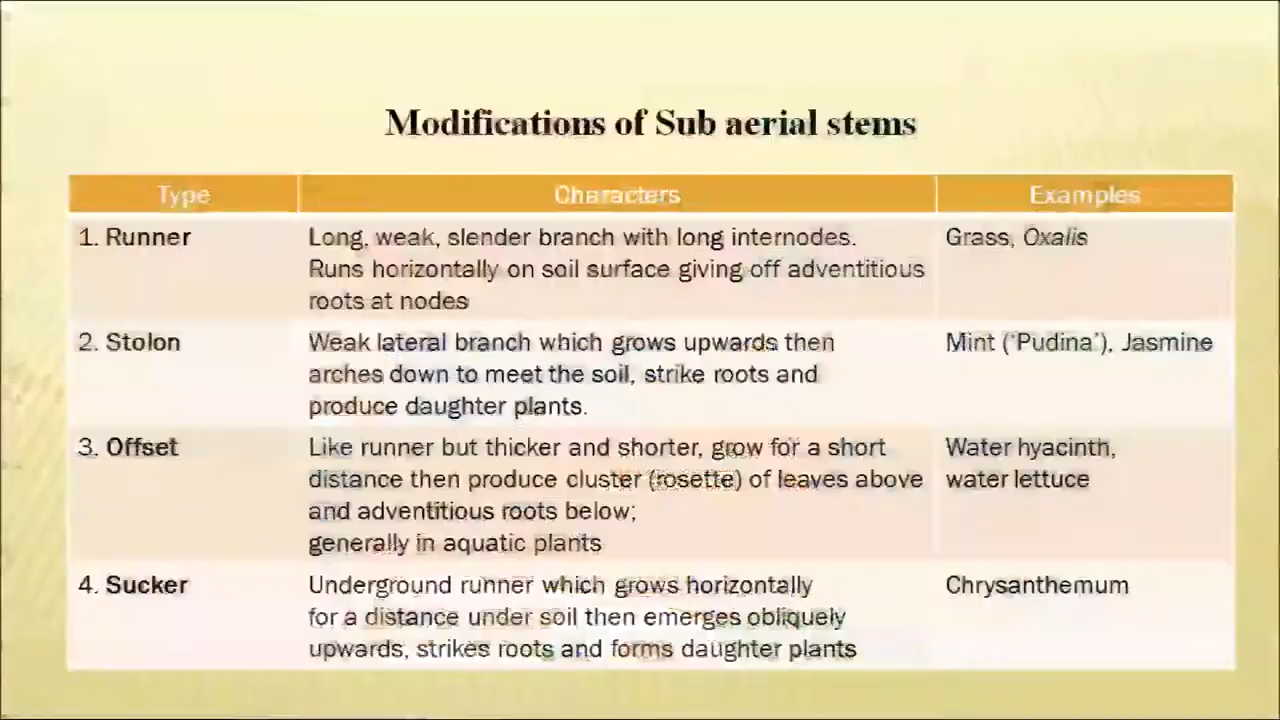 Modifications of Sub aerial stems
Type Characters Examples
1. Runner Long, weak, slender branch with long internodes. Grass, Oxalis
Runs horizontally on soil surface giving off adventitious
roots at nodes
2. Stolon Weak lateral branch which grows upwards then Mint ('Pudina'), Jasmine
arches down to meet the soil, strike roots and
produce daughter plants.
3. Offset Like runner but thicker and shorter, grow for a short Water hyacinth,
distance then produce cluster (rosette) of leaves above water lettuce
and adventitious roots below;
generally in aquatic plants
4. Sucker Underground runner which grows horizontally Chrysanthemum
for a distance under soil then emerges obliquely
upwards, strikes roots and forms daughter plants